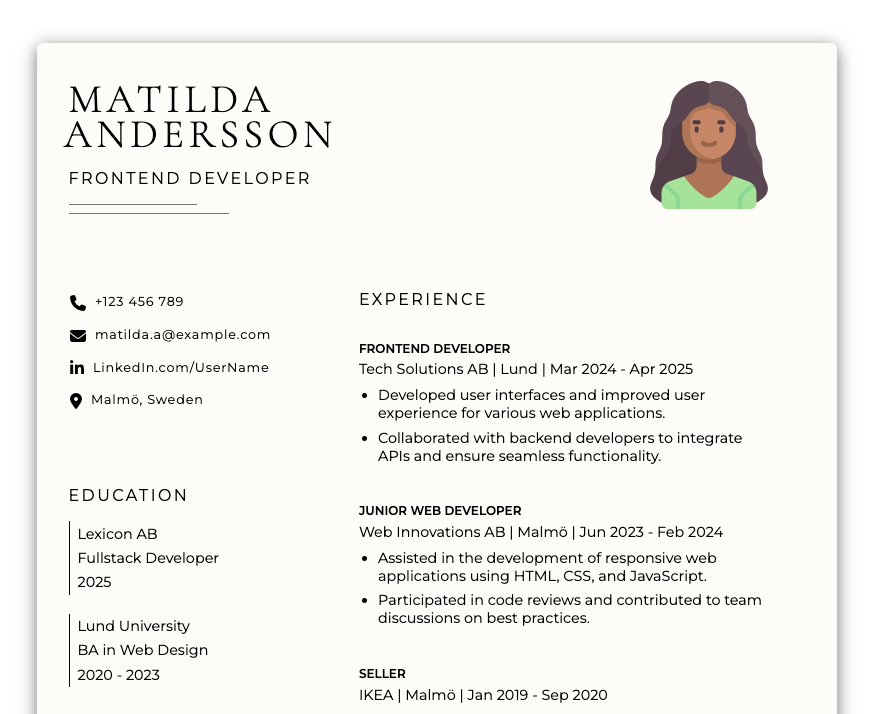 MATILDA
ANDERSSON
FRONTEND DEVELOPER
+123 456 789
matilda.a@example.com
LinkedIn.com/UserName
Malmö, Sweden
EDUCATION
Lexicon AB
Fullstack Developer
2025
Lund University
BA in Web Design
2020 - 2023
EXPERIENCE
FRONTEND DEVELOPER
Tech Solutions AB | Lund | Mar 2024 - Apr 2025
• Developed user interfaces and improved user
experience for various web applications.
• Collaborated with backend developers to integrate
APIs and ensure seamless functionality.
JUNIOR WEB DEVELOPER
Web Innovations AB | Malmö | Jun 2023 - Feb 2024
• Assisted in the development of responsive web
applications using HTML, CSS, and JavaScript.
• Participated in code reviews and contributed to team
discussions on best practices.
SELLER
IKEA | Malmö | Jan 2019 - Sep 2020